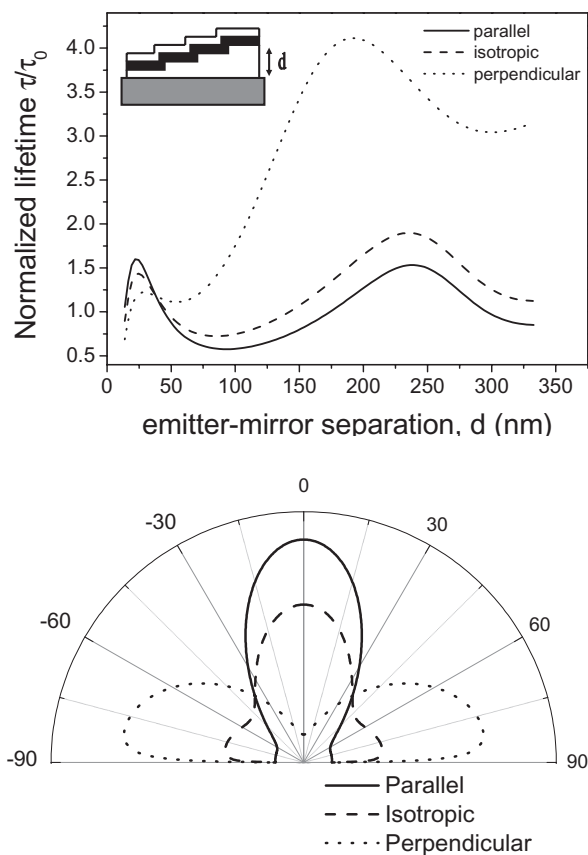 4.0
3.5
3.0
2.5
2.0
1.5
1.0
0.5
Normalized lifetime τ/τ0
d
parallel
isotropic
perpendicular
0 50 100 150 200 250 300 350
emitter-mirror separation, d (nm)
0
-30 30
-60 60
-90 90
Parallel
Isotropic
Perpendicular